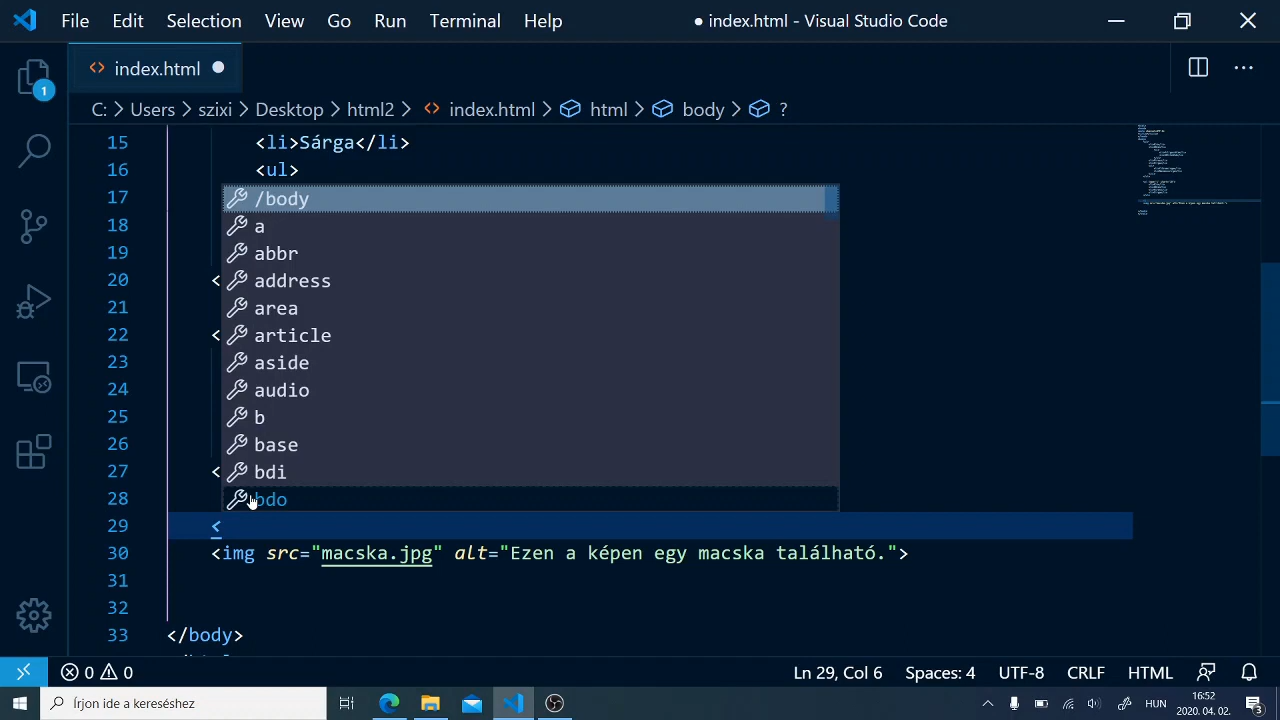 File Edit Selection View Go Run Terminal Help ● index.html - Visual Studio Code
index.html
C: > Users > szixi > Desktop > html2 > index.html > html > body > ?
15 <li>Sárga</li>
16 <ul>
17 /body
18 a
19 abbr
20 < address
21 area
22 < article
23 aside
24 audio
25 b
26 base
27 < bdi
28 bdo
29 <
30 <img src="macska.jpg" alt="Ezen a képen egy macska található.">
31
32
33 </body>
1
0 0 Ln 29, Col 6 Spaces: 4 UTF-8 CRLF HTML
Írjon ide a kereséshez HUN 16:52
2020. 04. 02. 3